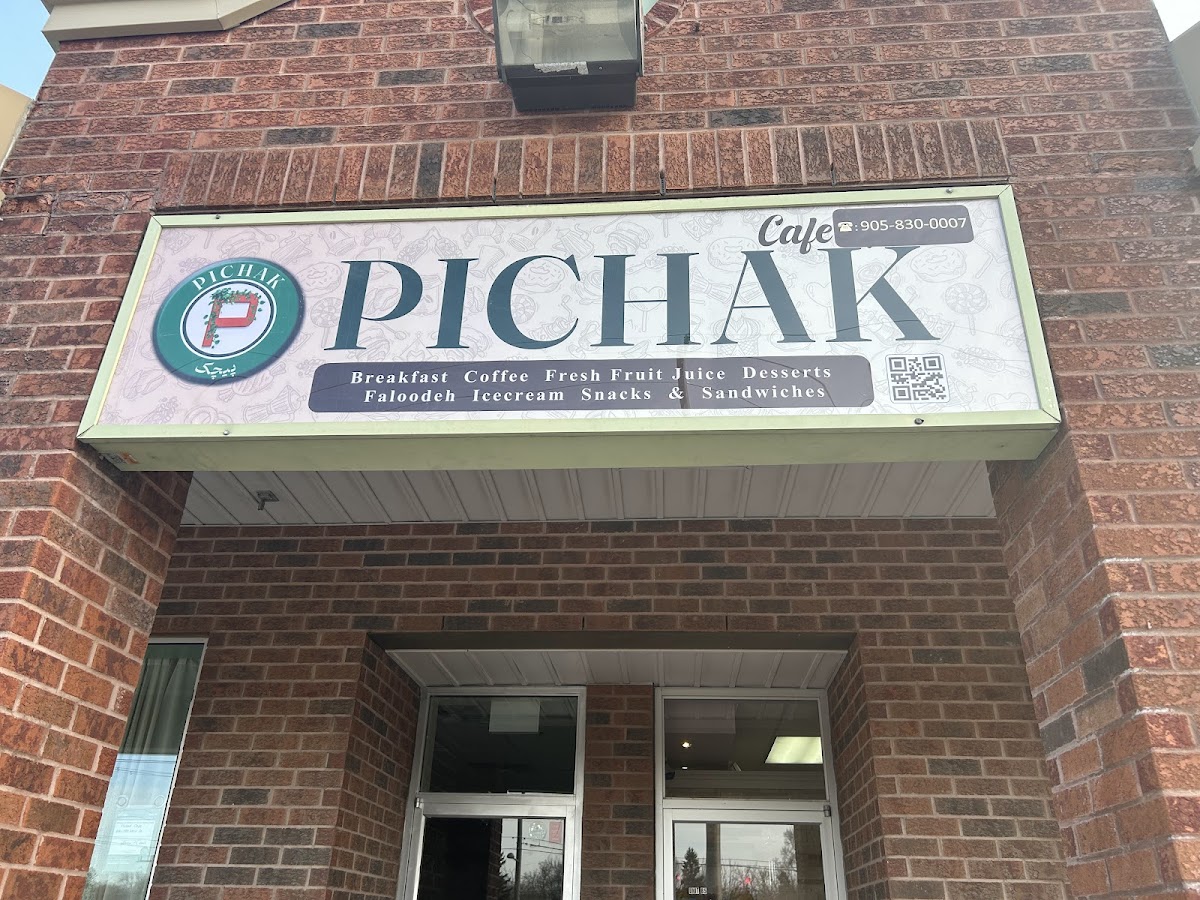 Cafe ☎:905-830-0007
PICHAK
PICHAK
P
پیچک
Breakfast Coffee Fresh Fruit Juice Desserts
Faloodeh Icecream Snacks & Sandwiches